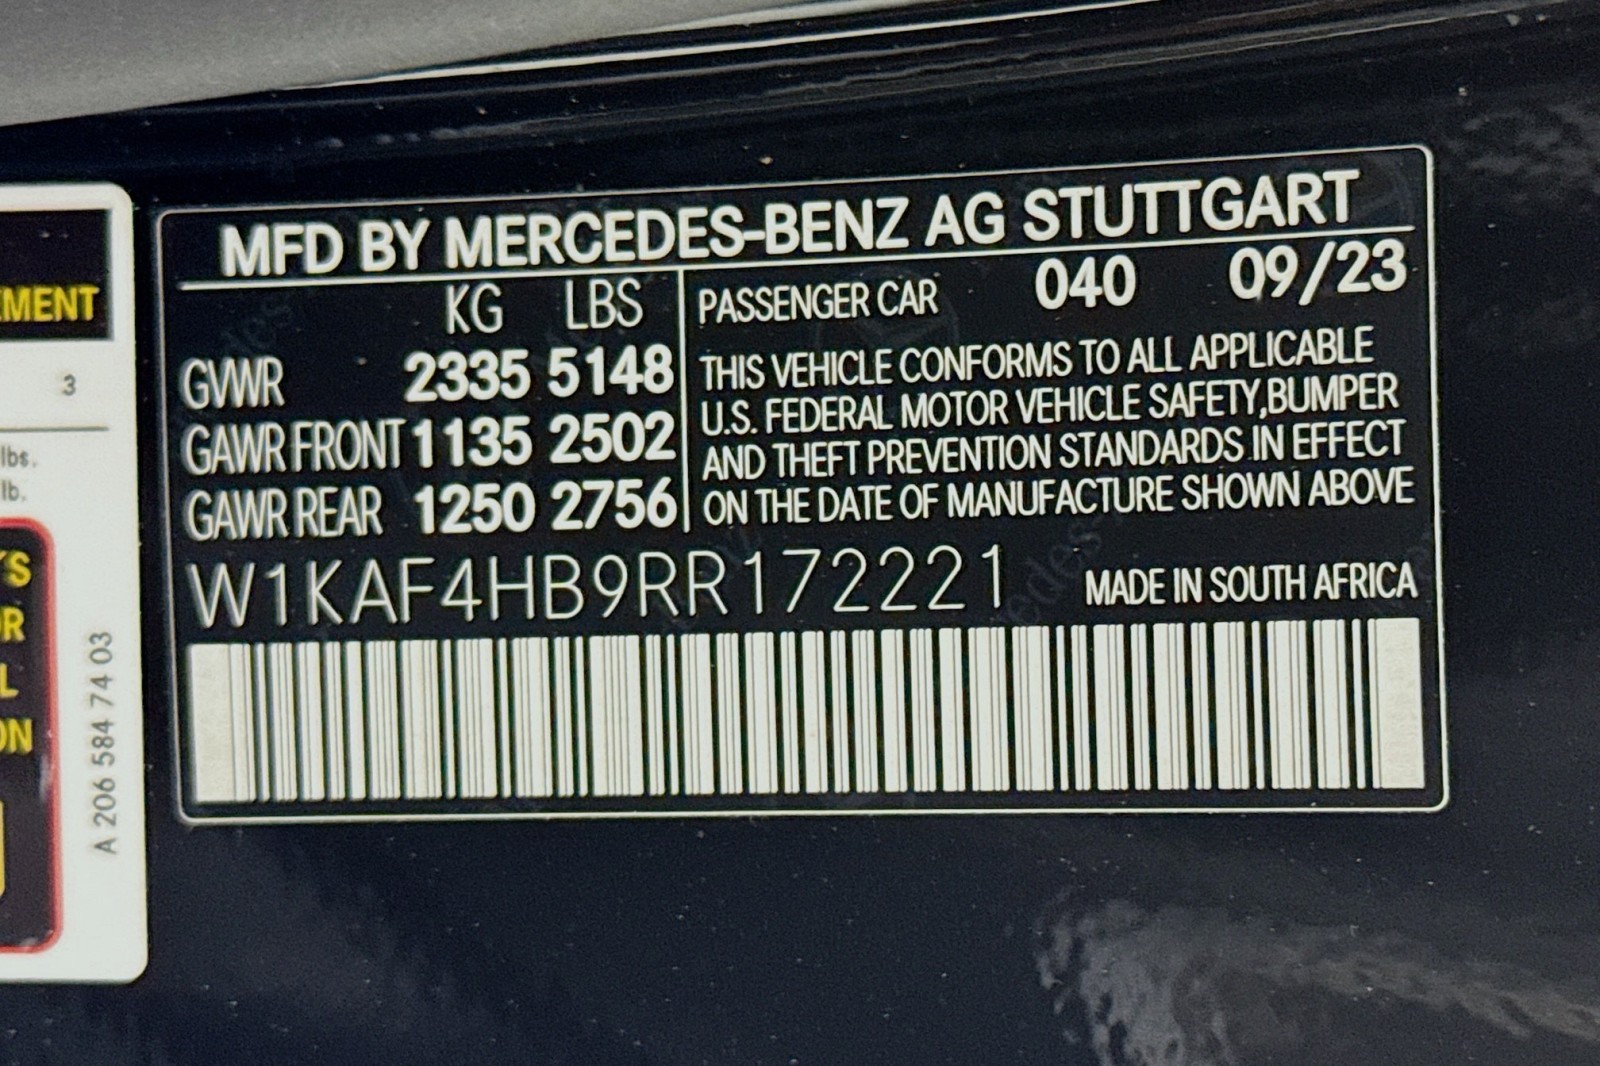 MFD BY MERCEDES-BENZ AG STUTTGART
KG LBS
GVWR 2335 5148
GAWR FRONT 1135 2502
GAWR REAR 1250 2756
PASSENGER CAR 040 09/23
THIS VEHICLE CONFORMS TO ALL APPLICABLE
U.S. FEDERAL MOTOR VEHICLE SAFETY,BUMPER
AND THEFT PREVENTION STANDARDS IN EFFECT
ON THE DATE OF MANUFACTURE SHOWN ABOVE
W1KAF4HB9RR172221 MADE IN SOUTH AFRICA
EMENT
3
lbs.
lb.
'S
OR
L
ON
A 206 584 74 03